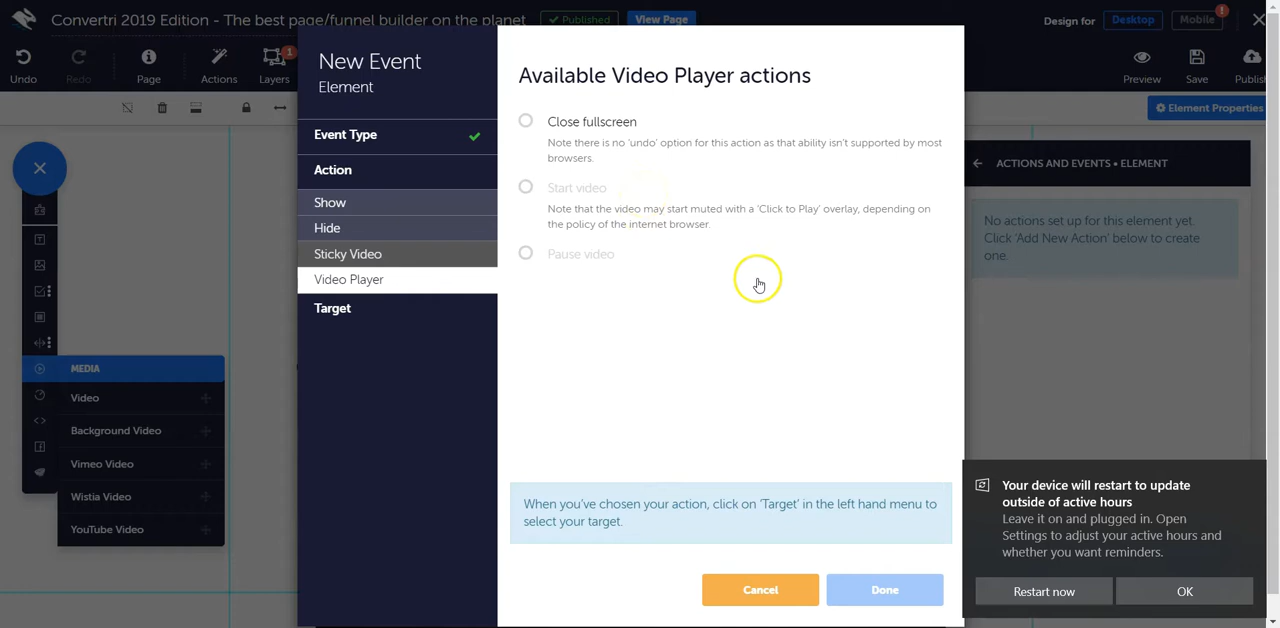 Convertri 2019 Edition - The best page/funnel builder on the planet
Published
View Page
Design for
Desktop
Mobile
!
Undo
Redo
Page
Actions
Layers
1
Preview
Save
Publis
Element Properties
New Event
Element
Event Type
Action
Show
Hide
Sticky Video
Video Player
Target
Available Video Player actions
Close fullscreen
Note there is no 'undo' option for this action as that ability isn't supported by most
browsers.
Start video
Note that the video may start muted with a 'Click to Play' overlay, depending on
the policy of the internet browser.
Pause video
When you've chosen your action, click on 'Target' in the left hand menu to
select your target.
Cancel
Done
MEDIA
Video
Background Video
Vimeo Video
Wistia Video
YouTube Video
ACTIONS AND EVENTS • ELEMENT
No actions set up for this element yet.
Click 'Add New Action' below to create
one.
Your device will restart to update
outside of active hours
Leave it on and plugged in. Open
Settings to adjust your active hours and
whether you want reminders.
Restart now
OK